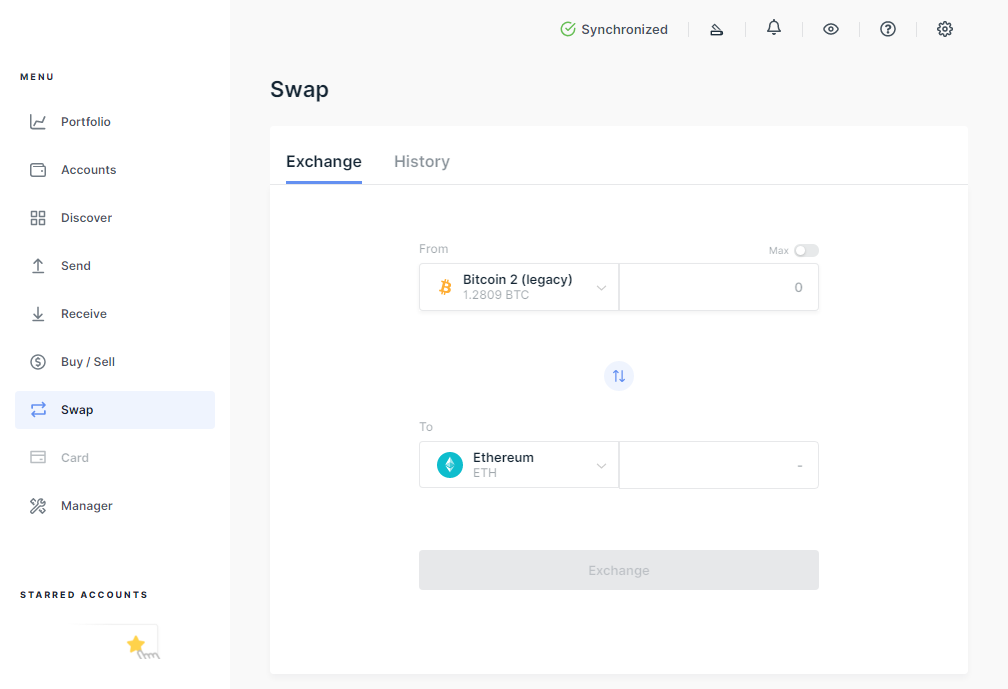 Synchronized
MENU
Portfolio
Accounts
Discover
Send
Receive
Buy / Sell
Swap
Card
Manager
STARRED ACCOUNTS
Swap
Exchange History
From Max
Bitcoin 2 (legacy)
1.2809 BTC
0
To
Ethereum
ETH
-
Exchange